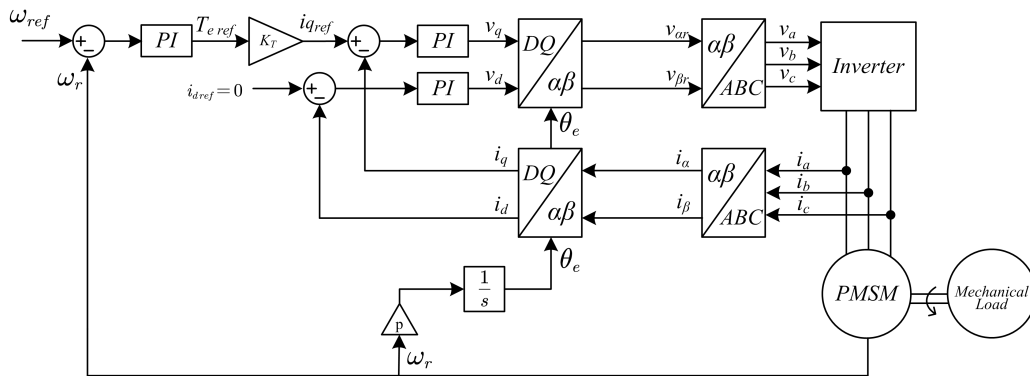 ω_ref
PI
T_e ref
K_T
i_qref
PI
v_q
DQ
αβ
v_αr
αβ
ABC
v_a
v_b
v_c
Inverter
ω_r
i_dref = 0
PI
v_d
v_βr
θ_e
i_q
DQ
αβ
i_α
αβ
ABC
i_a
i_b
i_c
i_d
i_β
θ_e
1
s
p
ω_r
PMSM
Mechanical
Load